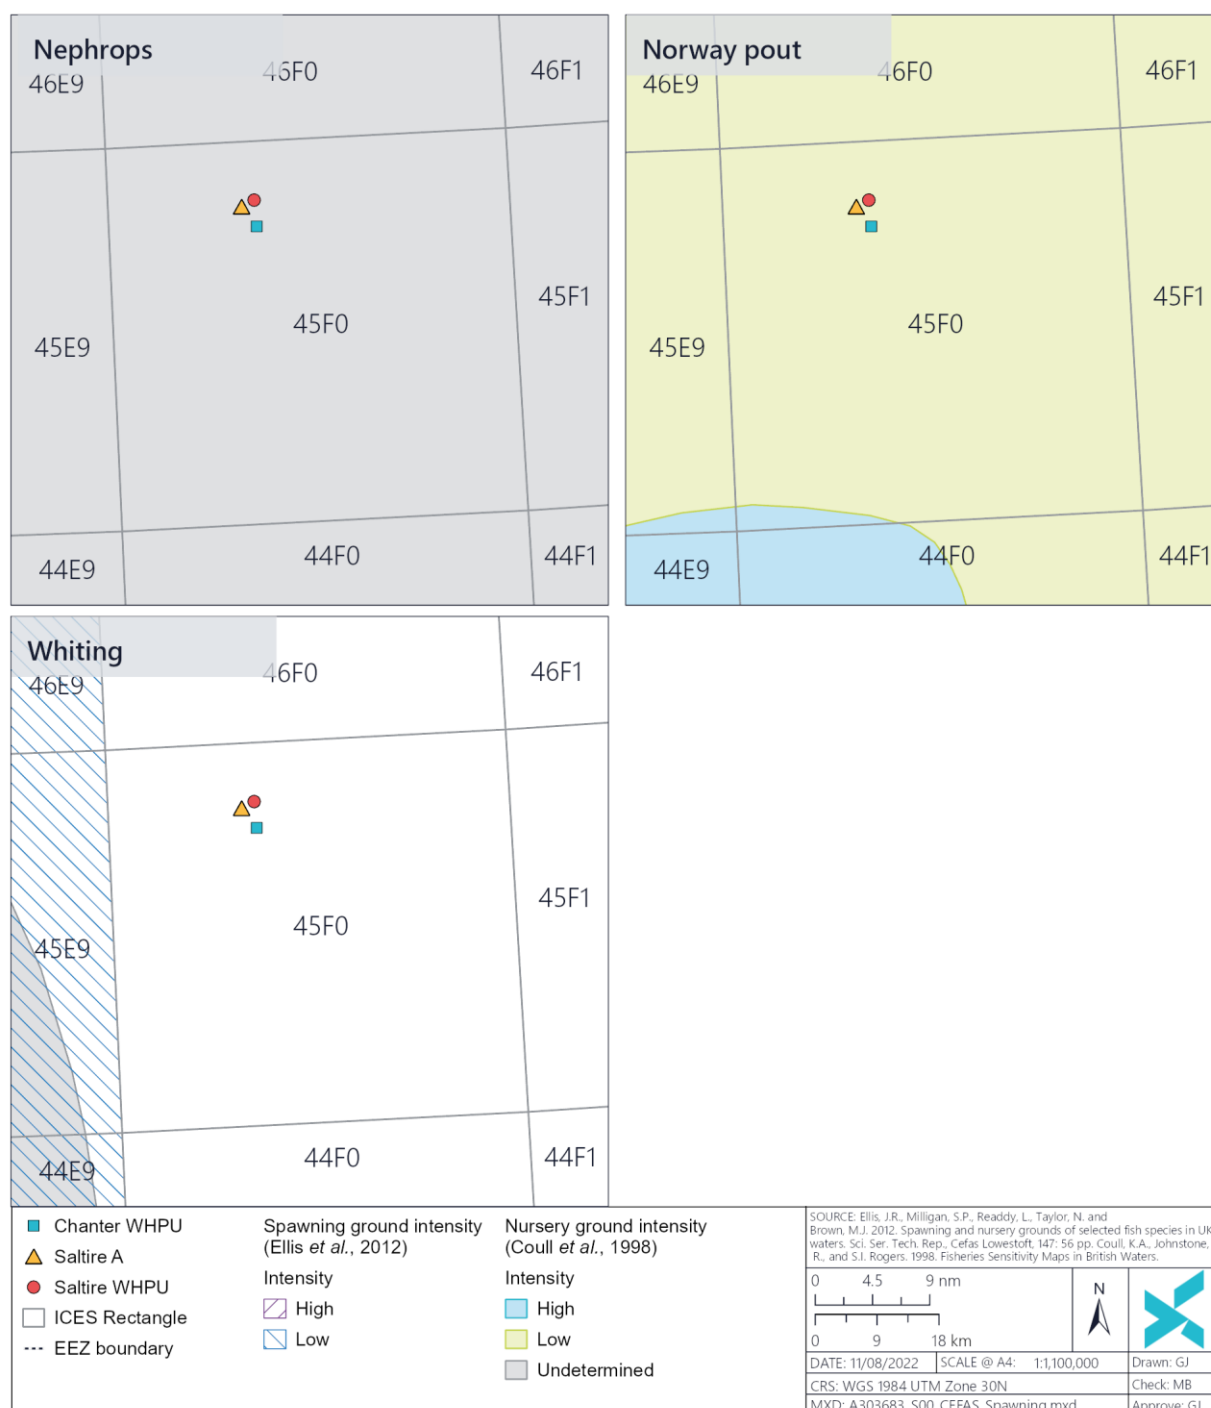 Nephrops
46E9
46F0
46F1
45E9
45F0
45F1
44E9
44F0
44F1
Norway pout
46E9
46F0
46F1
45E9
45F0
45F1
44E9
44F0
44F1
Whiting
46E9
46F0
46F1
45E9
45F0
45F1
44E9
44F0
44F1
Chanter WHPU
Saltire A
Saltire WHPU
ICES Rectangle
EEZ boundary
Spawning ground intensity
(Ellis et al., 2012)
Intensity
High
Low
Nursery ground intensity
(Coull et al., 1998)
Intensity
High
Low
Undetermined
SOURCE: Ellis, J.R., Milligan, S.P., Readdy, L., Taylor, N. and
Brown, M.J. 2012. Spawning and nursery grounds of selected fish species in UK
waters. Sci. Ser. Tech. Rep., Cefas Lowestoft, 147: 56 pp. Coull, K.A., Johnstone,
R., and S.I. Rogers. 1998. Fisheries Sensitivity Maps in British Waters.
0 4.5 9 nm
0 9 18 km
N
DATE: 11/08/2022
SCALE @ A4: 1:1,100,000
Drawn: GJ
CRS: WGS 1984 UTM Zone 30N
Check: MB
MXD: A303683_S00_CEFAS_Spawning.mxd
Approve: GJ